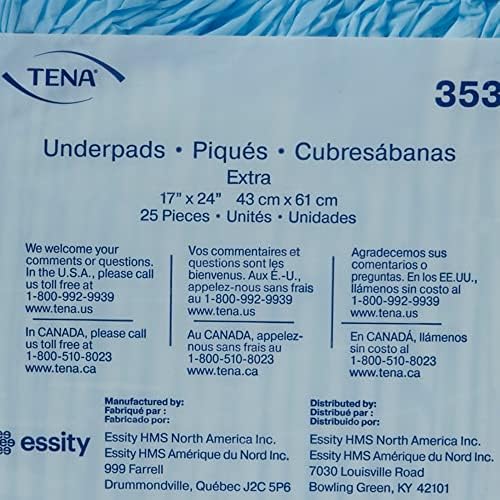 TENA®
353
Underpads • Piqués • Cubresábanas
Extra
17" x 24" 43 cm x 61 cm
25 Pieces • Unités • Unidades
We welcome your
comments or questions.
In the U.S.A., please call
us toll free at
1-800-992-9939
www.tena.us
In CANADA, please call
us toll free at
1-800-510-8023
www.tena.ca
Vos commentaires et
questions sont les
bienvenus. Aux É.-U.,
appelez-nous sans frais
au 1-800-992-9939
www.tena.us
Au CANADA, appelez-
nous sans frais au
1-800-510-8023
www.tena.ca
Agradecemos sus
comentarios o
preguntas. En los EE.UU.,
llámenos sin costo al
1-800-992-9939
www.tena.us
En CANADÁ, llámenos
sin costo al
1-800-510-8023
www.tena.ca
essity
Manufactured by:
Fabriqué par :
Fabricado por:
Essity HMS North America Inc.
Essity HMS Amérique du Nord Inc.
999 Farrell
Drummondville, Québec J2C 5P6
Distributed by:
Distribué par :
Distribuido por:
Essity HMS North America Inc.
Essity HMS Amérique du Nord Inc.
7030 Louisville Road
Bowling Green, KY 42101